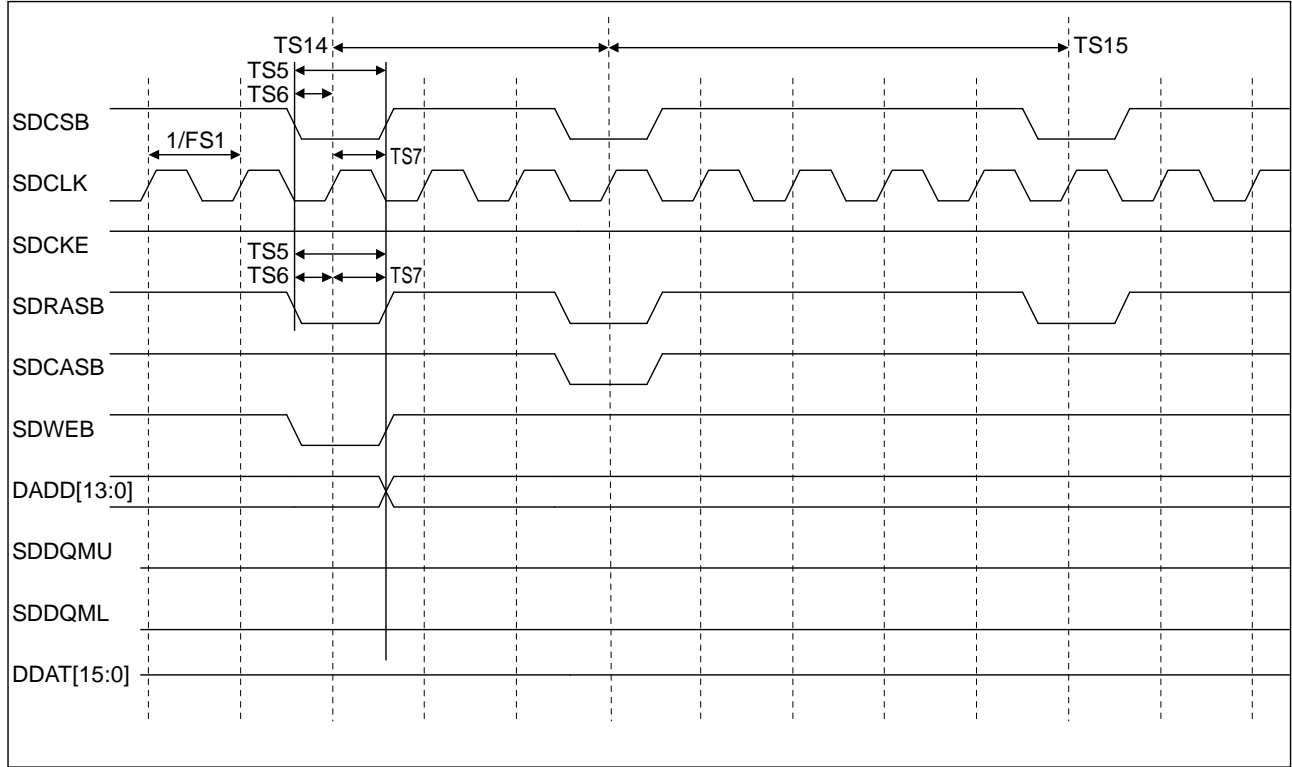 TS14 TS15
TS5
TS6
SDCSB
1/FS1
TS7
SDCLK
SDCKE
TS5
TS6 TS7
SDRASB
SDCASB
SDWEB
DADD[13:0]
SDDQMU
SDDQML
DDAT[15:0]